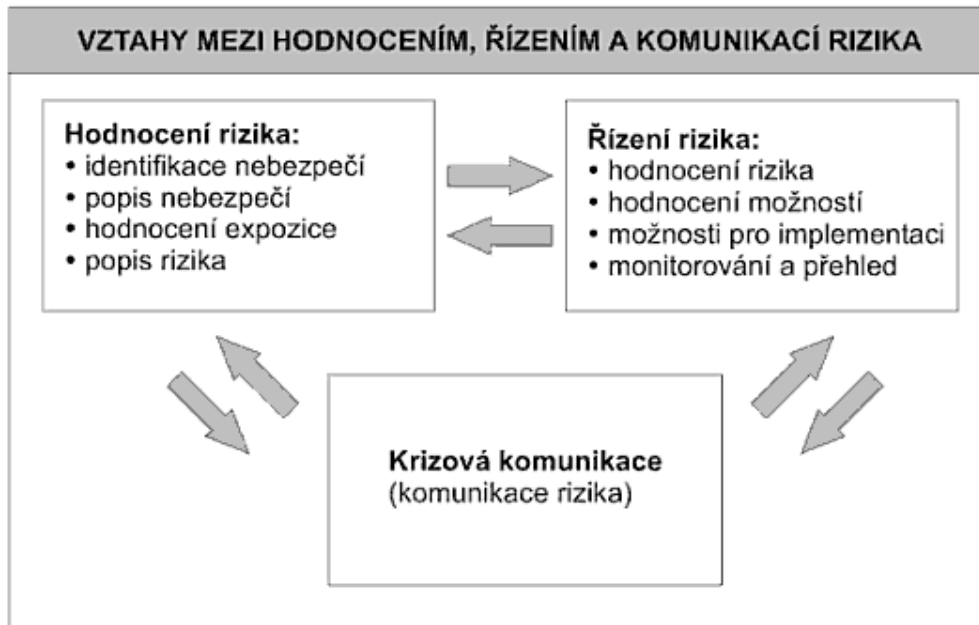 VZTAHY MEZI HODNOCENÍM, ŘÍZENÍM A KOMUNIKACÍ RIZIKA
Hodnocení rizika:
• identifikace nebezpečí
• popis nebezpečí
• hodnocení expozice
• popis rizika
Řízení rizika:
• hodnocení rizika
• hodnocení možností
• možnosti pro implementaci
• monitorování a přehled
Krizová komunikace
(komunikace rizika)